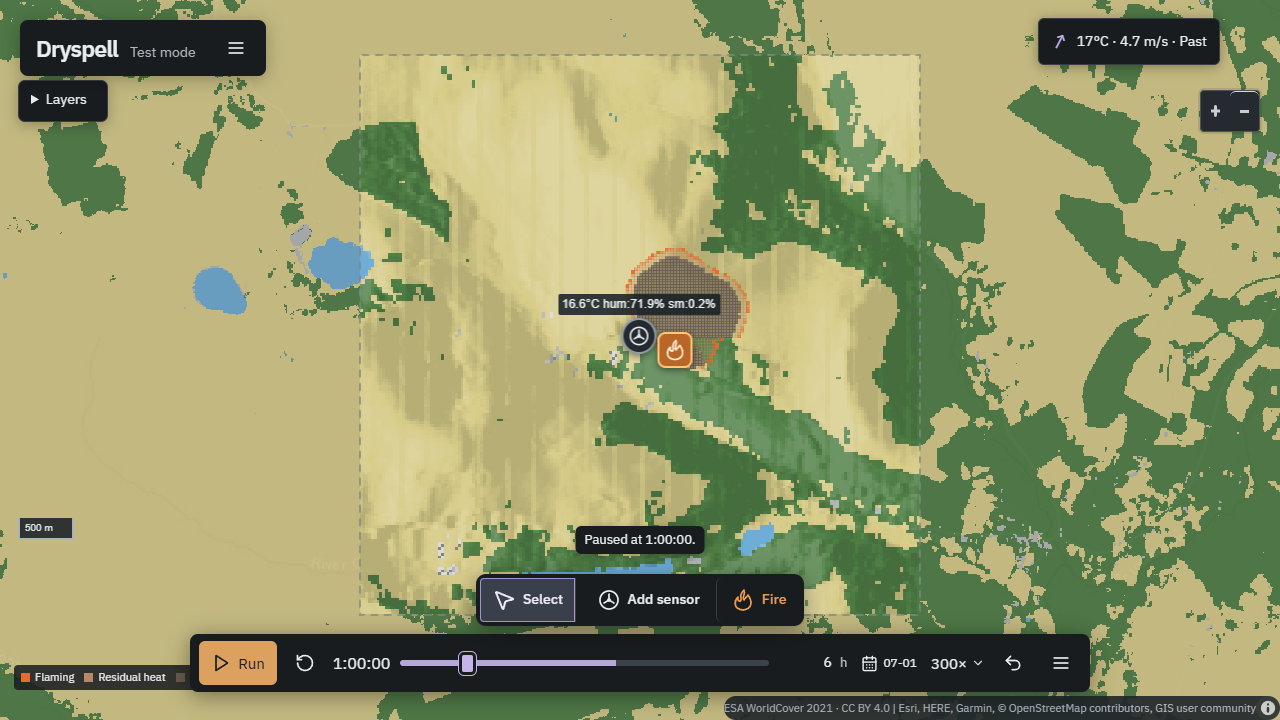 Dryspell Test mode
17°C · 4.7 m/s · Past
Layers
+ −
16.6°C hum:71.9% sm:0.2%
500 m
River
Paused at 1:00:00.
Select Add sensor Fire
Run 1:00:00 6 h 07-01 300×
Flaming Residual heat
ESA WorldCover 2021 · CC BY 4.0 | Esri, HERE, Garmin, © OpenStreetMap contributors, GIS user community